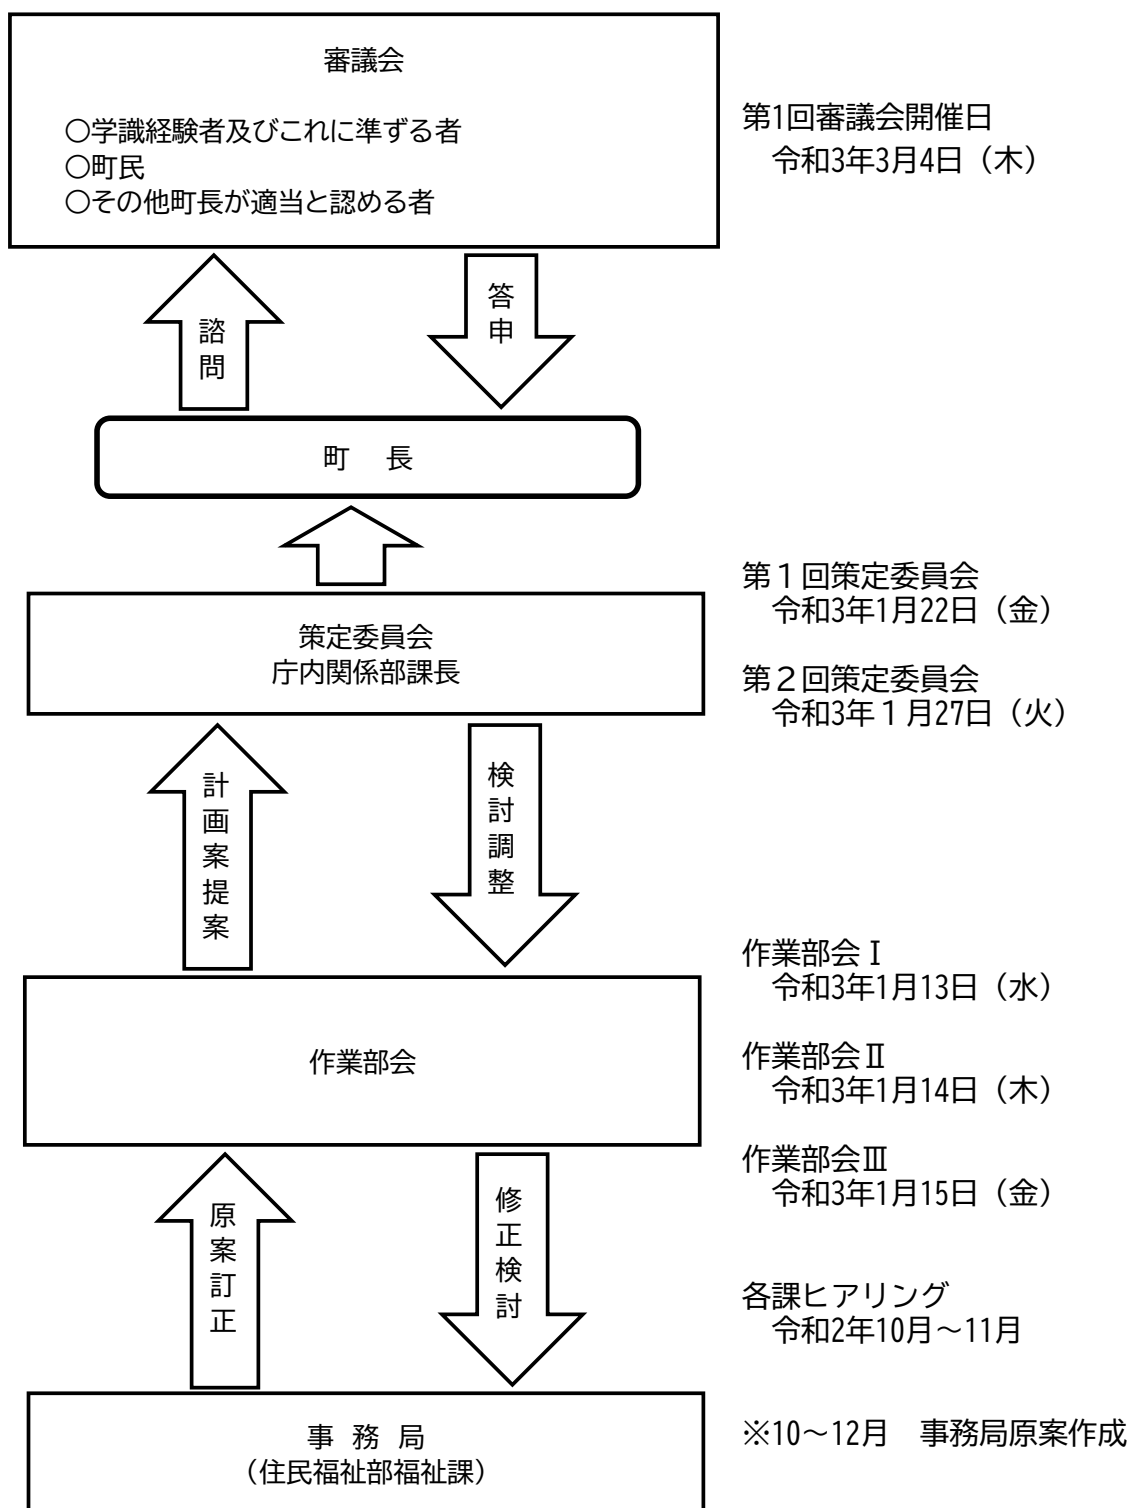 審議会
○学識経験者及びこれに準ずる者
○町民
○その他町長が適当と認める者
第1回審議会開催日
令和3年3月4日（木）
諮問
答申
町　長
策定委員会
庁内関係部課長
第１回策定委員会
令和3年1月22日（金）
第２回策定委員会
令和3年１月27日（火）
計画案提案
検討調整
作業部会
作業部会Ⅰ
令和3年1月13日（水）
作業部会Ⅱ
令和3年1月14日（木）
作業部会Ⅲ
令和3年1月15日（金）
原案訂正
修正検討
各課ヒアリング
令和2年10月～11月
事　務　局
（住民福祉部福祉課）
※10～12月　事務局原案作成